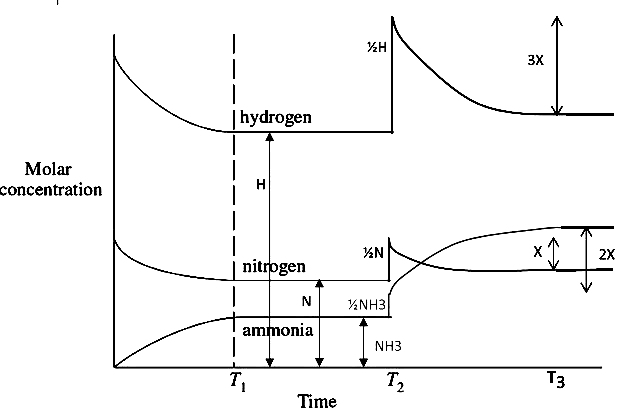 ½H
3X
hydrogen
Molar
concentration
H
½N
X
2X
nitrogen
N
½NH3
ammonia
NH3
T1
T2
T3
Time